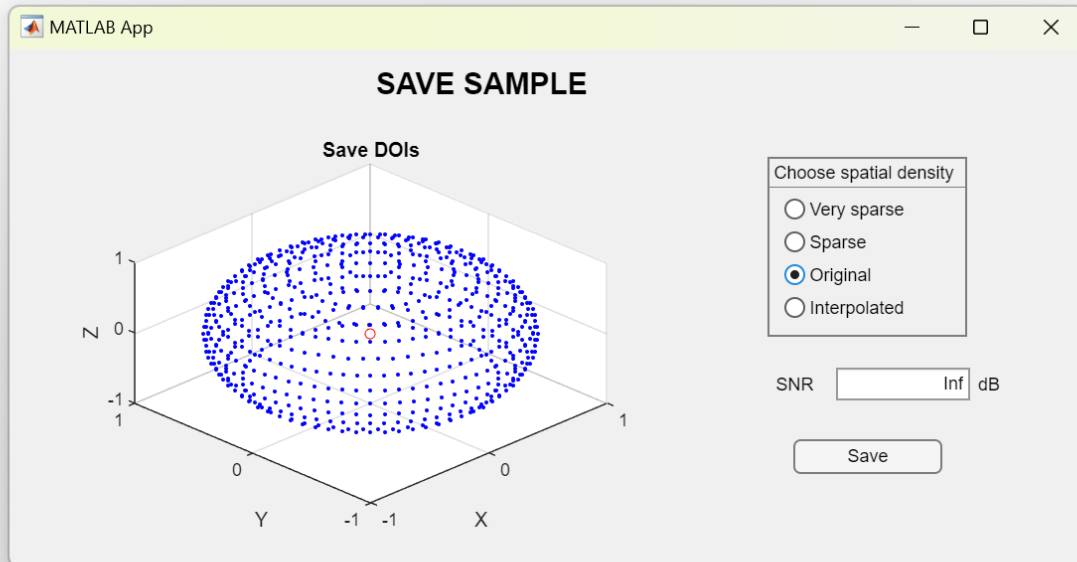 MATLAB App
SAVE SAMPLE
Save DOIs
Choose spatial density
Very sparse
Sparse
Original
Interpolated
SNR Inf dB
Save
1
0
-1
Z
1
0
-1
Y
-1
0
1
X